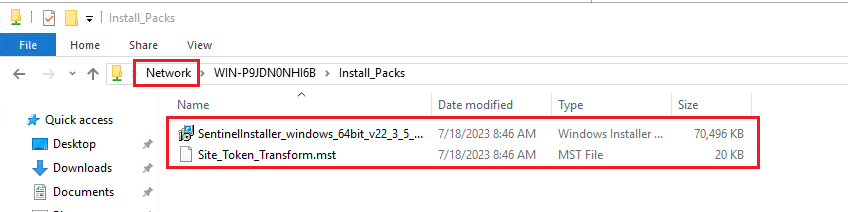 Install_Packs
File Home Share View
Network WIN-P9JDN0NHI6B Install_Packs
Quick access
Desktop
Downloads
Documents
Name Date modified Type Size
SentinelInstaller_windows_64bit_v22_3_5_... 7/18/2023 8:46 AM Windows Installer ... 70,496 KB
Site_Token_Transform.mst 7/18/2023 8:46 AM MST File 20 KB